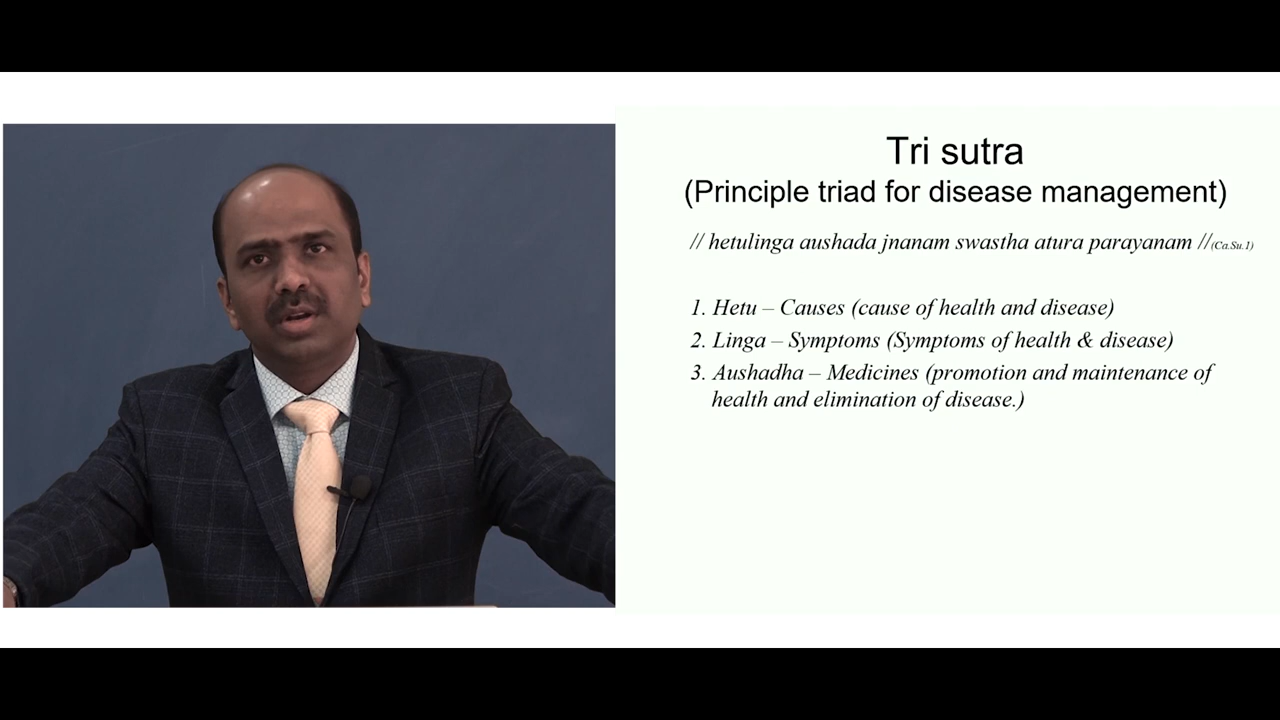 Tri sutra
(Principle triad for disease management)
// hetulinga aushada jnanam swastha atura parayanam //(Ca.Su.1)
1. Hetu – Causes (cause of health and disease)
2. Linga – Symptoms (Symptoms of health & disease)
3. Aushadha – Medicines (promotion and maintenance of
health and elimination of disease.)